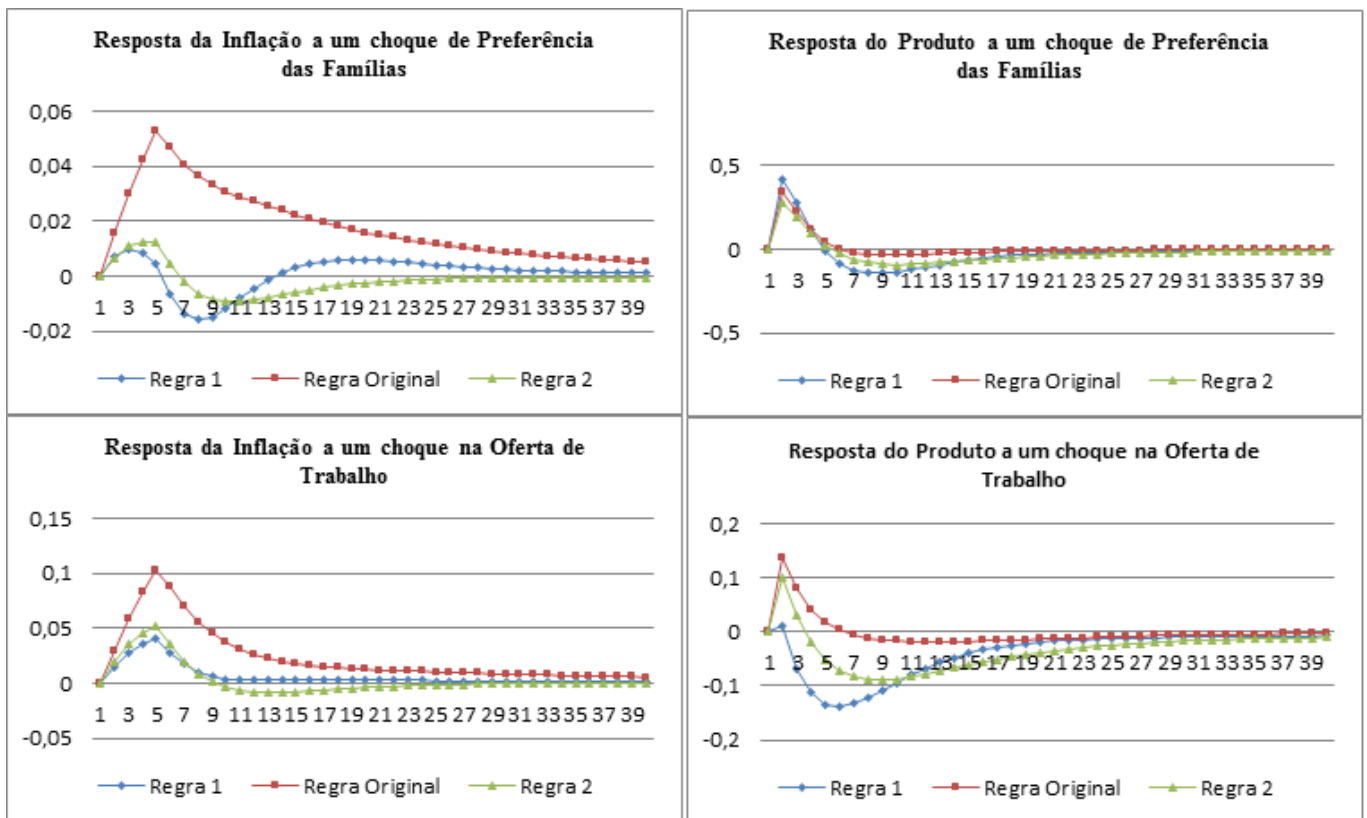 Resposta da Inflação a um choque de Preferência
das Famílias
0,06
0,04
0,02
0
-0,02
1 3 5 7 9 11 13 15 17 19 21 23 25 27 29 31 33 35 37 39
Regra 1 Regra Original Regra 2
Resposta do Produto a um choque de Preferência
das Famílias
0,5
0
-0,5
1 3 5 7 9 11 13 15 17 19 21 23 25 27 29 31 33 35 37 39
Regra 1 Regra Original Regra 2
Resposta da Inflação a um choque na Oferta de
Trabalho
0,15
0,1
0,05
0
-0,05
1 3 5 7 9 11 13 15 17 19 21 23 25 27 29 31 33 35 37 39
Regra 1 Regra Original Regra 2
Resposta do Produto a um choque na Oferta de
Trabalho
0,2
0,1
0
-0,1
-0,2
1 3 5 7 9 11 13 15 17 19 21 23 25 27 29 31 33 35 37 39
Regra 1 Regra Original Regra 2